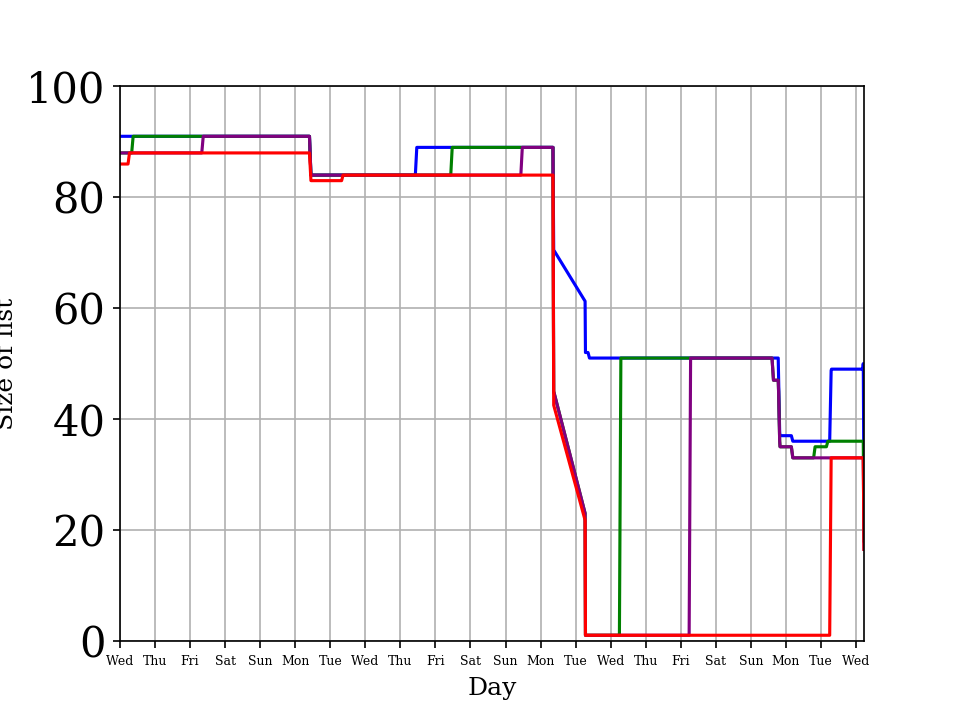 100
80
60
40
20
0
Size of list
Wed Thu Fri Sat Sun Mon Tue Wed Thu Fri Sat Sun Mon Tue Wed Thu Fri Sat Sun Mon Tue Wed
Day